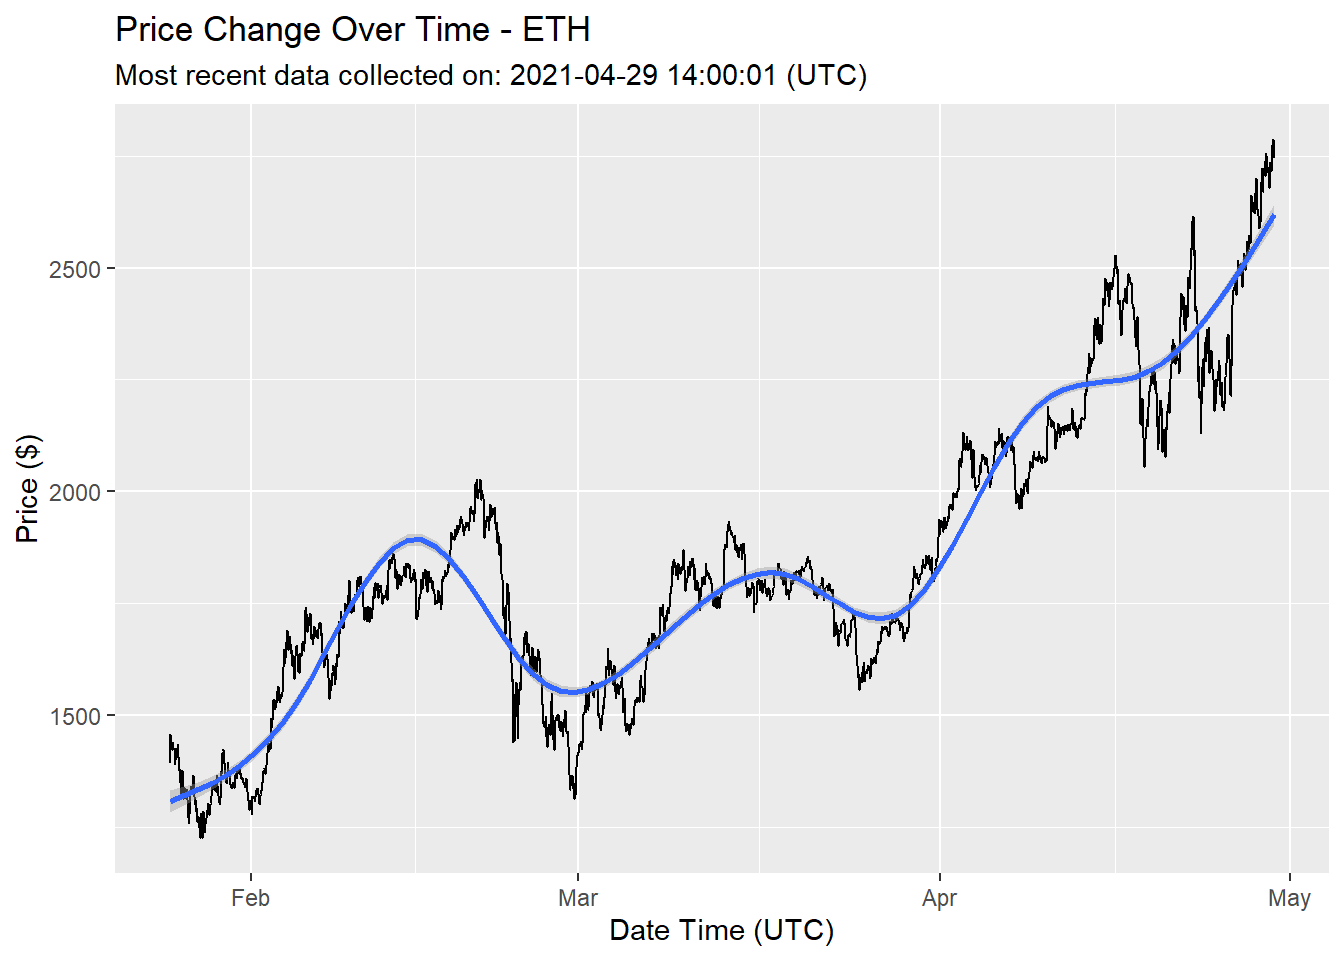 Price Change Over Time - ETH
Most recent data collected on: 2021-04-29 14:00:01 (UTC)
Price ($)
2500
2000
1500
Feb Mar Apr May
Date Time (UTC)